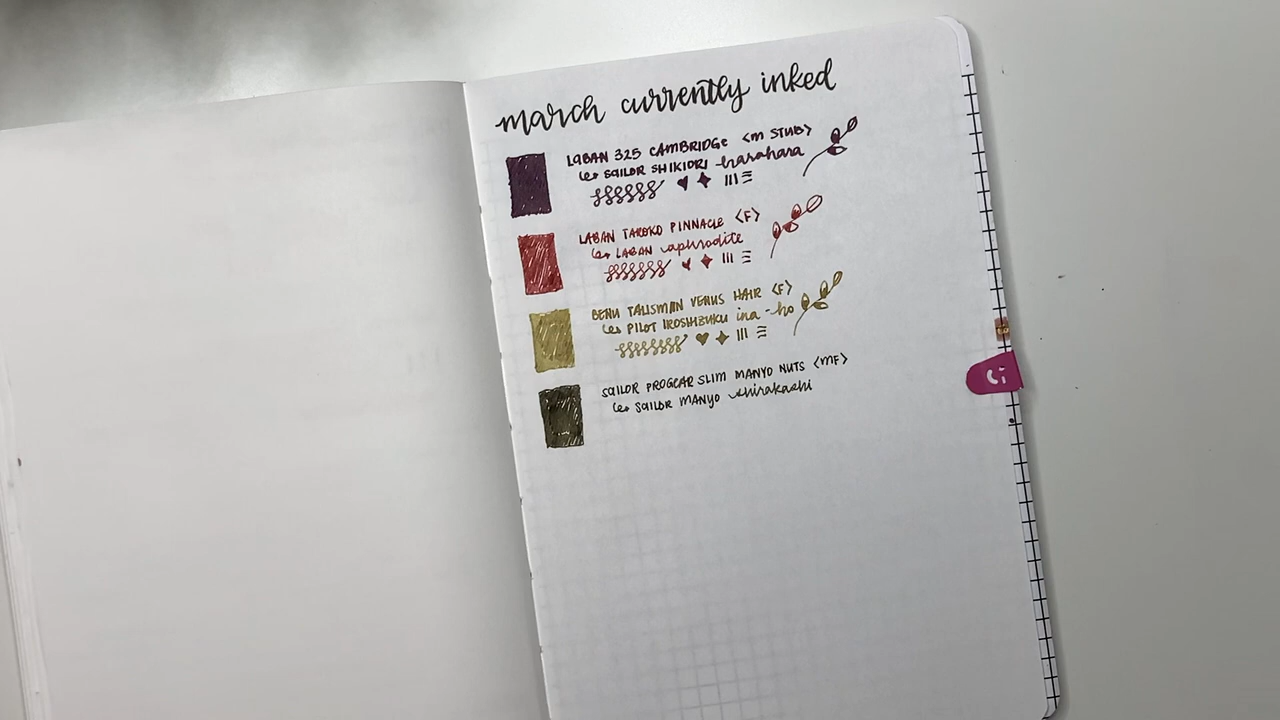 march currently inked
LABAN 325 CAMBRIDGE <M STUB>
SAILOR SHIKIORI harahara
LABAN TAROKO PINNACLE <F>
LABAN aphrodite
BENU TALISMAN VENUS HAIR <F>
PILOT IROSHIZUKU ina-ho
SAILOR PROGEAR SLIM MANYO NUTS <MF>
SAILOR MANYO shirakashi